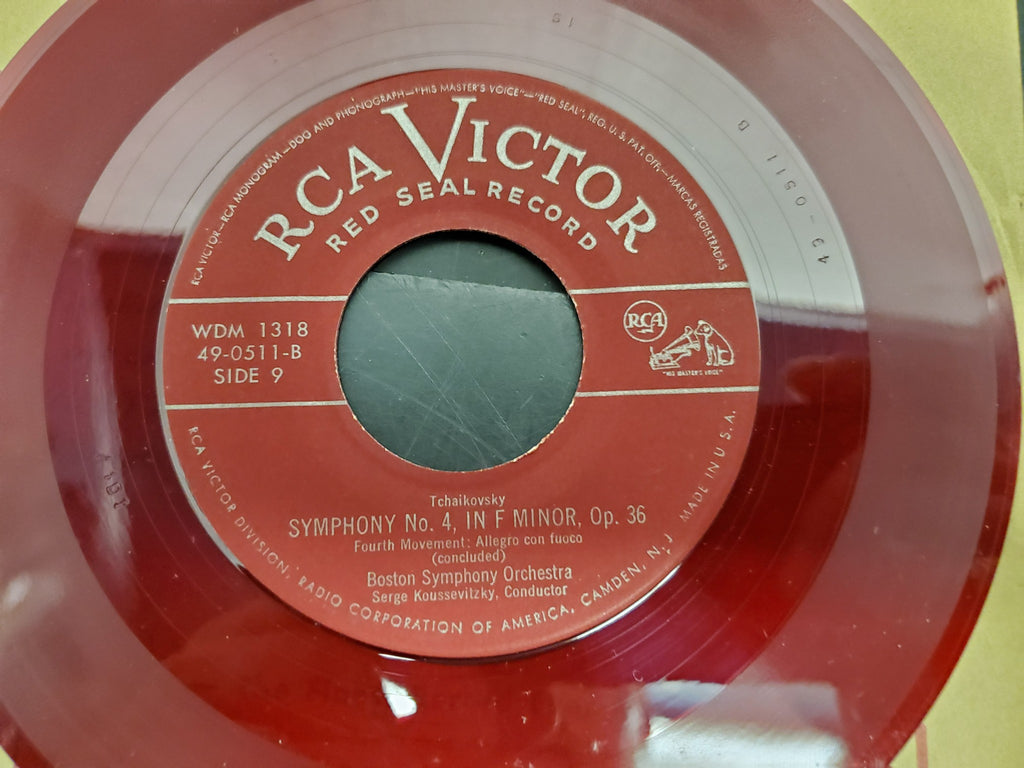 RCA VICTOR—RCA MONOGRAM—DOG AND PHONOGRAPH—"HIS MASTER'S VOICE"—"RED SEAL", REG. U. S. PAT. OFF.—MARCAS REGISTRADAS
RCA VICTOR
RED SEAL RECORD
WDM 1318
49-0511-B
SIDE 9
RCA
"HIS MASTER'S VOICE"
Tchaikovsky
SYMPHONY No. 4, IN F MINOR, Op. 36
Fourth Movement: Allegro con fuoco
(concluded)
Boston Symphony Orchestra
Serge Koussevitzky, Conductor
RCA VICTOR DIVISION, RADIO CORPORATION OF AMERICA, CAMDEN, N. J.
MADE IN U.S.A.
49-0511 B